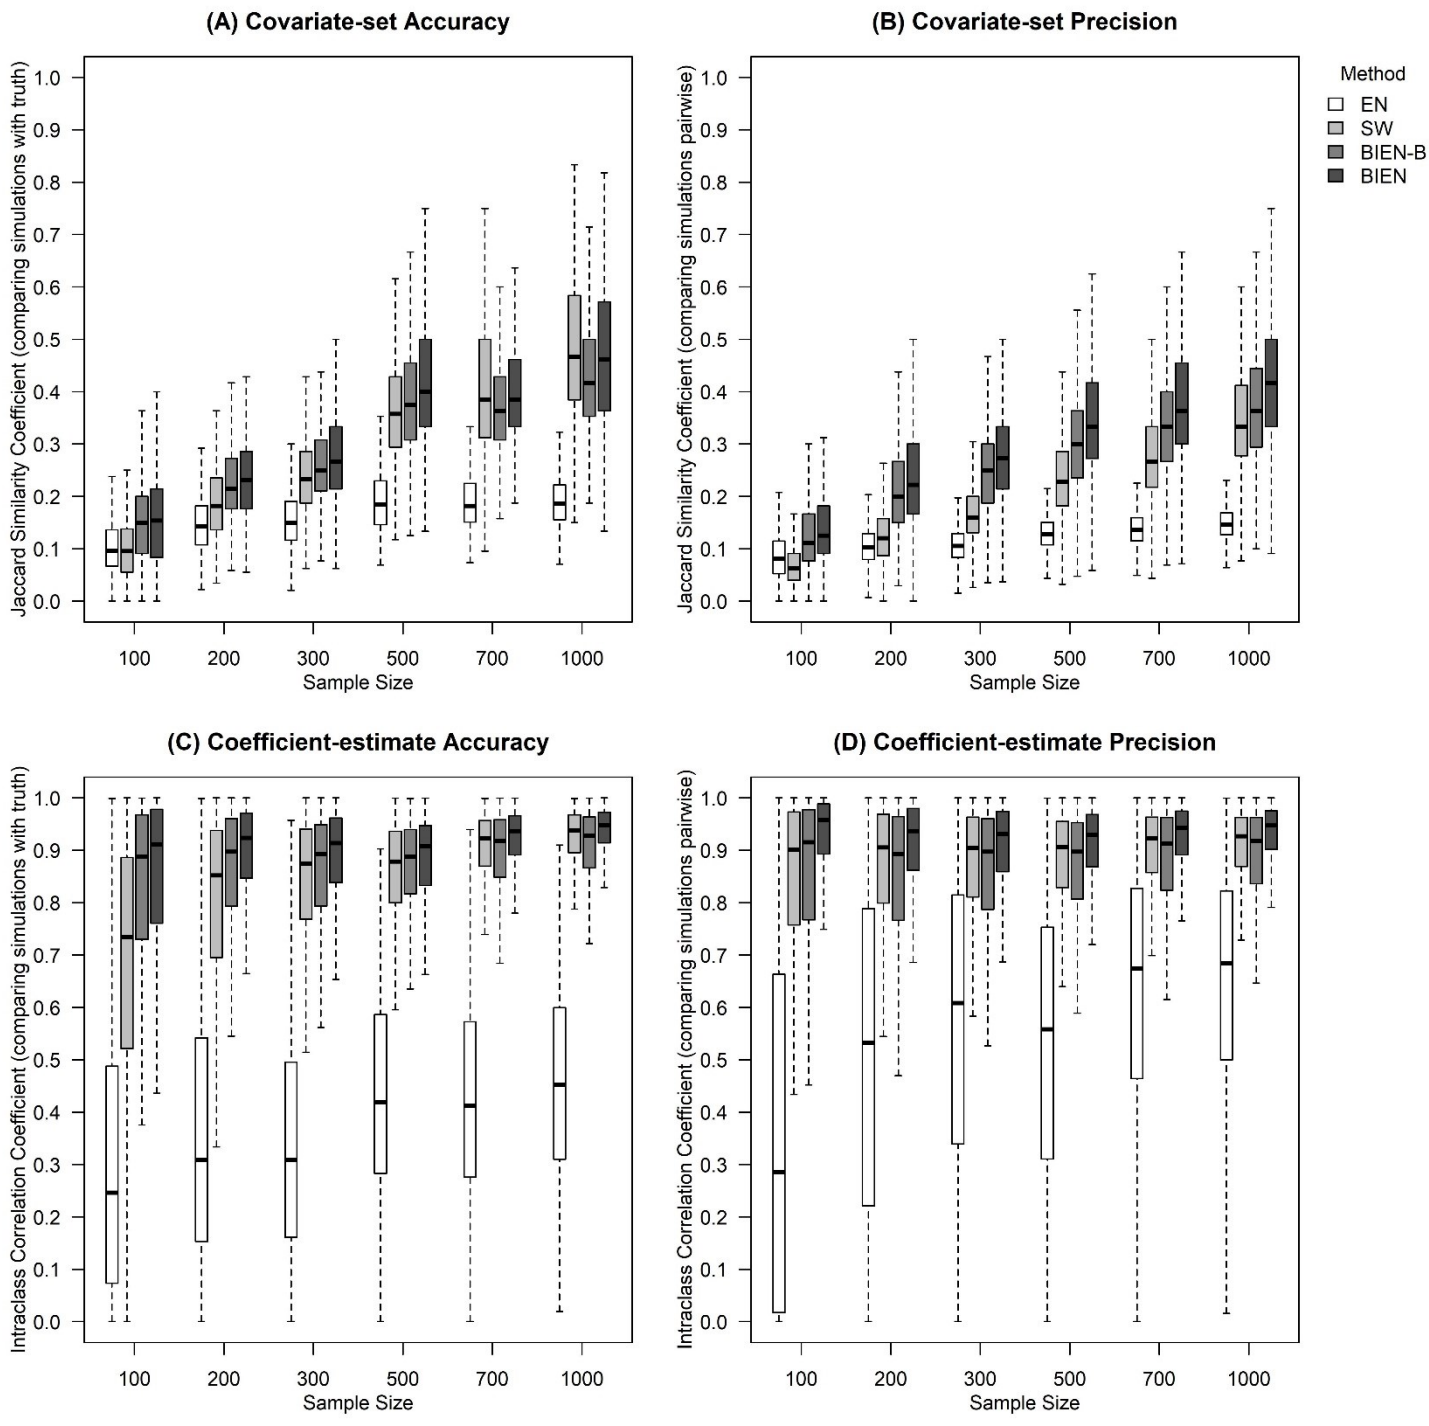 (A) Covariate-set Accuracy
Jaccard Similarity Coefficient (comparing simulations with truth)
1.0
0.9
0.8
0.7
0.6
0.5
0.4
0.3
0.2
0.1
0.0
100 200 300 500 700 1000
Sample Size
(B) Covariate-set Precision
Jaccard Similarity Coefficient (comparing simulations pairwise)
1.0
0.9
0.8
0.7
0.6
0.5
0.4
0.3
0.2
0.1
0.0
100 200 300 500 700 1000
Sample Size
Method
EN
SW
BIEN-B
BIEN
(C) Coefficient-estimate Accuracy
Intraclass Correlation Coefficient (comparing simulations with truth)
1.0
0.9
0.8
0.7
0.6
0.5
0.4
0.3
0.2
0.1
0.0
100 200 300 500 700 1000
Sample Size
(D) Coefficient-estimate Precision
Intraclass Correlation Coefficient (comparing simulations pairwise)
1.0
0.9
0.8
0.7
0.6
0.5
0.4
0.3
0.2
0.1
0.0
100 200 300 500 700 1000
Sample Size